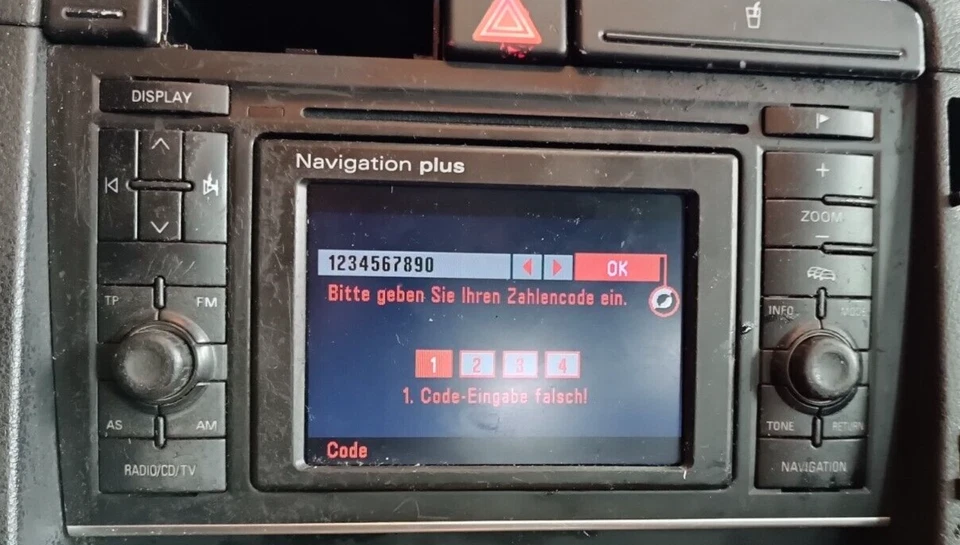 DISPLAY
Navigation plus
+
ZOOM
−
1234567890 OK
Bitte geben Sie Ihren Zahlencode ein.
TP FM
INFO MODE
1 2 3 4
1. Code-Eingabe falsch!
AS AM
TONE RETURN
Code
RADIO/CD/TV
NAVIGATION